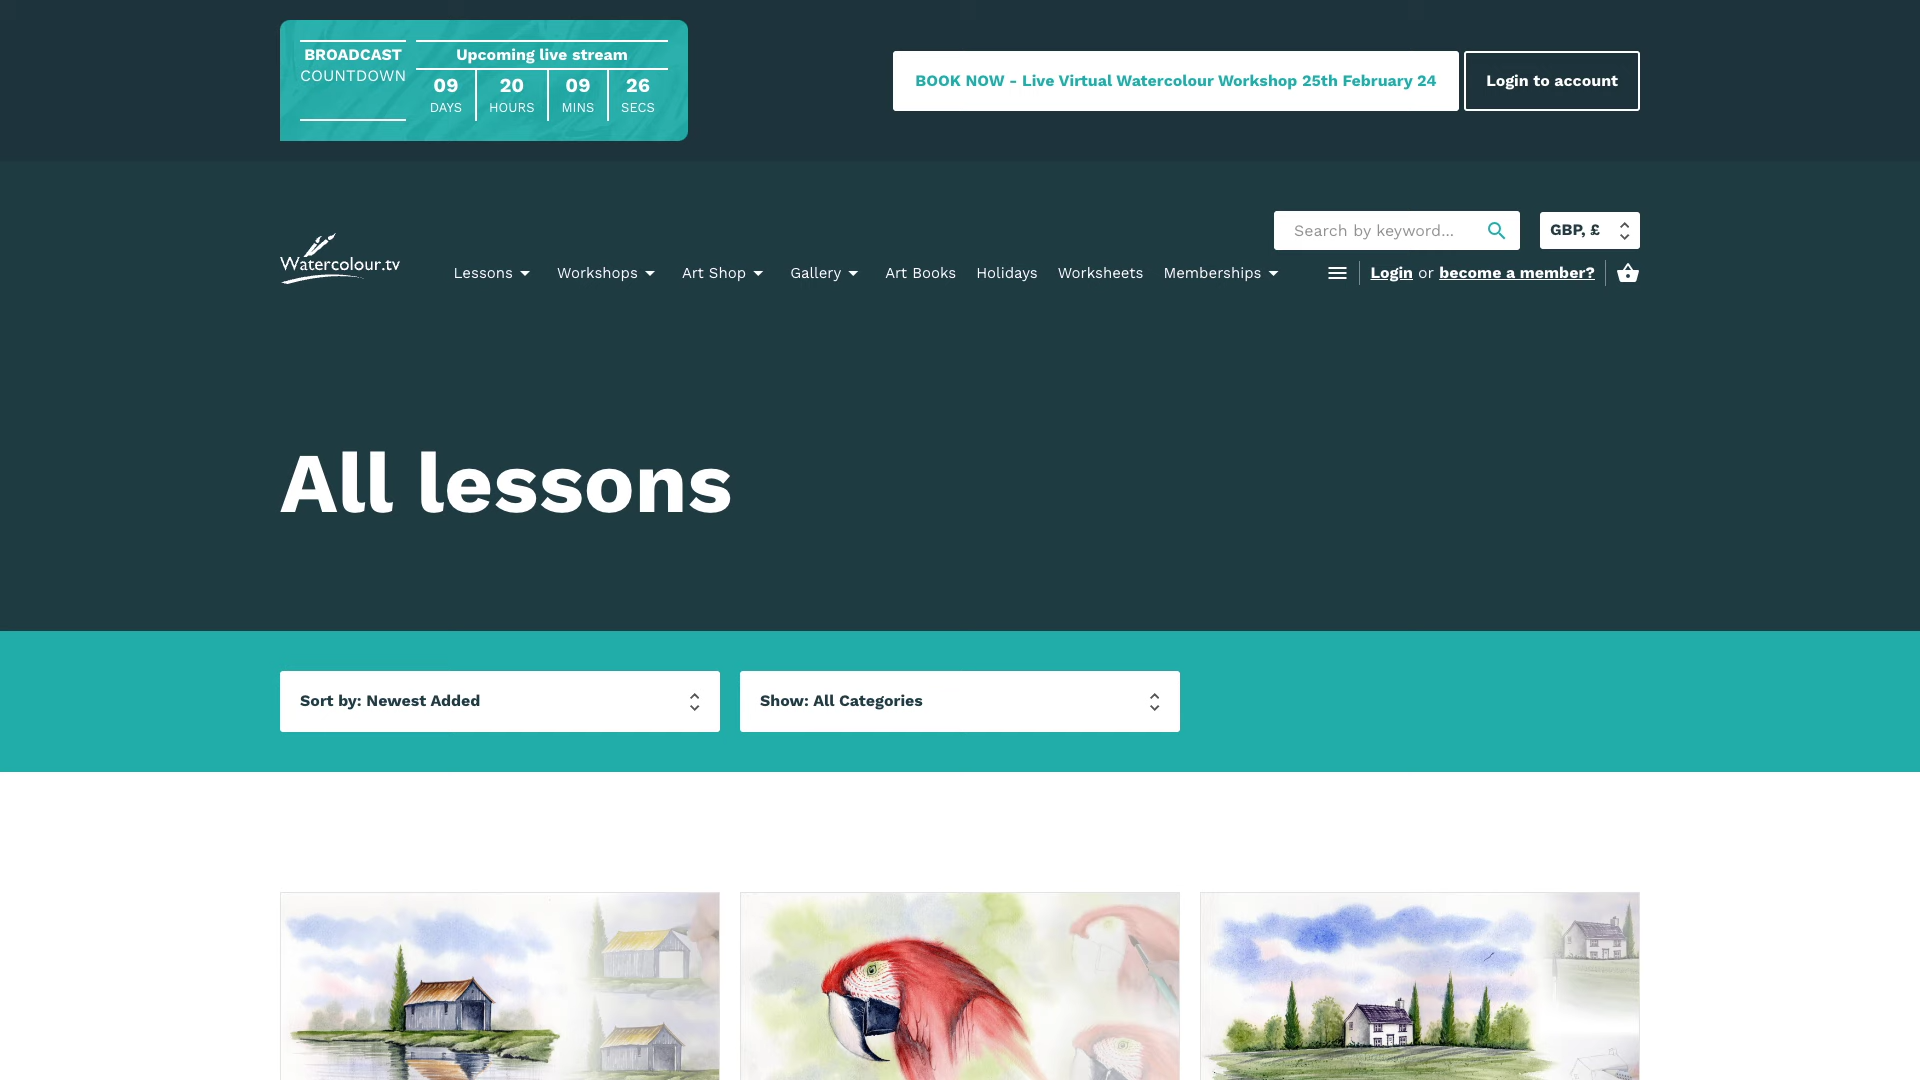 BROADCAST
COUNTDOWN
Upcoming live stream
09 20 09 26
DAYS HOURS MINS SECS
BOOK NOW - Live Virtual Watercolour Workshop 25th February 24
Login to account
Search by keyword...
GBP, £
Watercolour.tv
Lessons Workshops Art Shop Gallery Art Books Holidays Worksheets Memberships
Login or become a member?
All lessons
Sort by: Newest Added
Show: All Categories